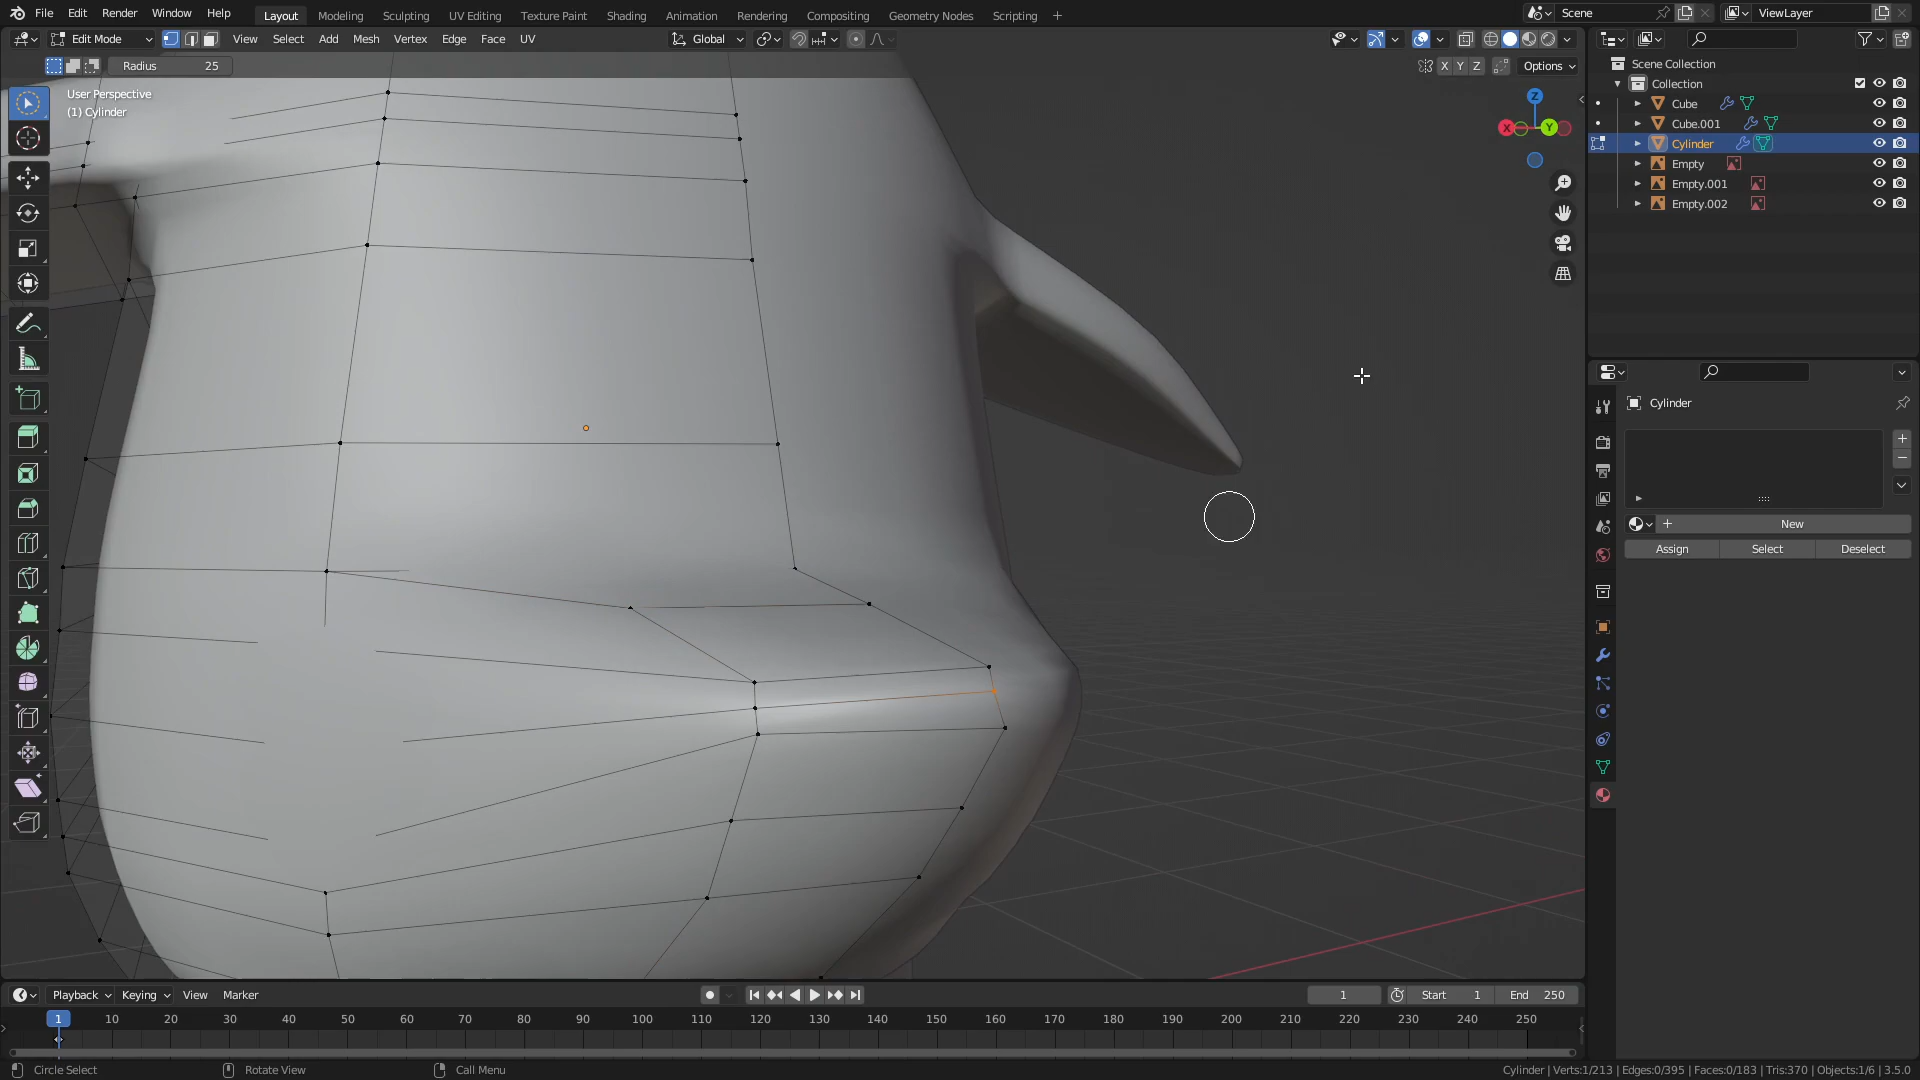 File Edit Render Window Help Layout Modeling Sculpting UV Editing Texture Paint Shading Animation Rendering Compositing Geometry Nodes Scripting + Scene ViewLayer
Edit Mode View Select Add Mesh Vertex Edge Face UV Global
Radius 25 X Y Z Options
User Perspective
(1) Cylinder
Z
X Y
Scene Collection
Collection
Cube
Cube.001
Cylinder
Empty
Empty.001
Empty.002
Cylinder
+ New
Assign Select Deselect
Playback Keying View Marker 1 Start 1 End 250
1 10 20 30 40 50 60 70 80 90 100 110 120 130 140 150 160 170 180 190 200 210 220 230 240 250
Circle Select Rotate View Call Menu Cylinder | Verts:1/213 | Edges:0/395 | Faces:0/183 | Tris:370 | Objects:1/6 | 3.5.0